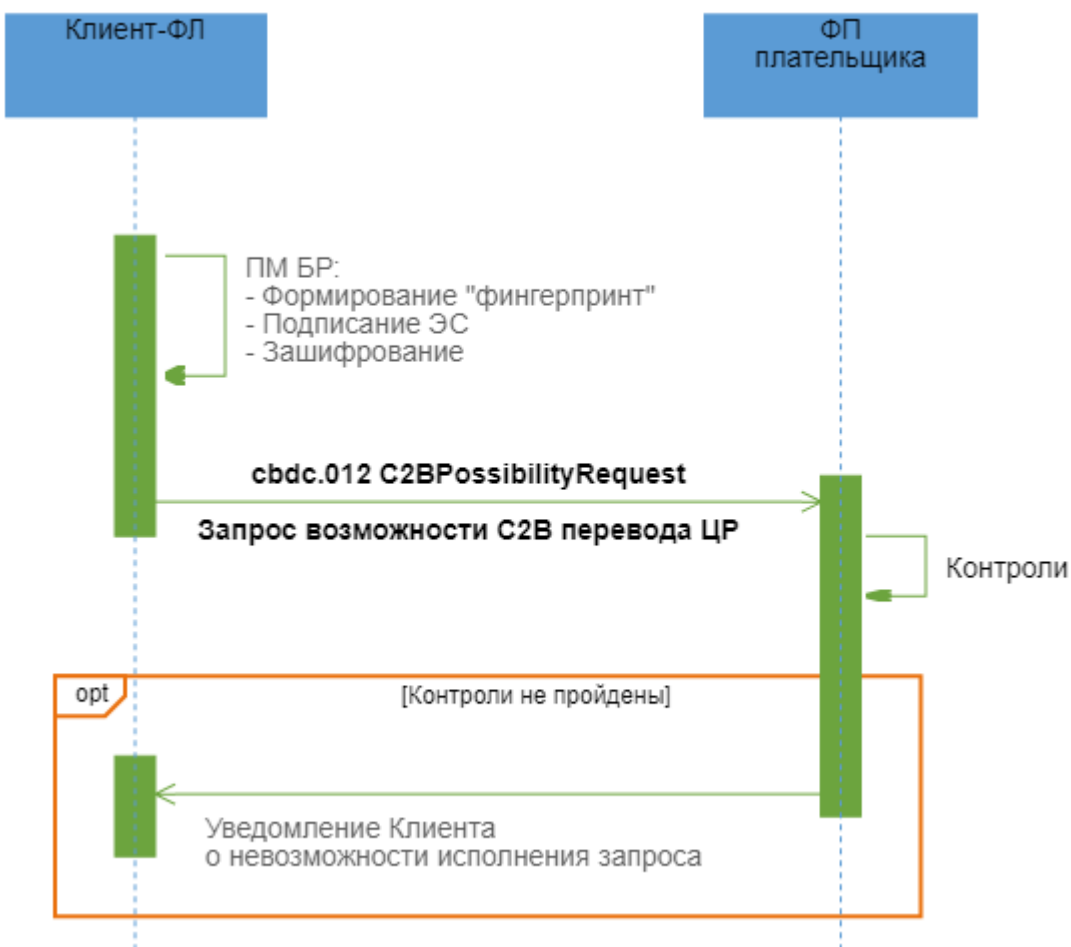 Клиент-ФЛ
ФП
плательщика
ПМ БР:
- Формирование "фингерпринт"
- Подписание ЭС
- Зашифрование
cbdc.012 C2BPossibilityRequest
Запрос возможности С2В перевода ЦР
Контроли
opt
[Контроли не пройдены]
Уведомление Клиента
о невозможности исполнения запроса